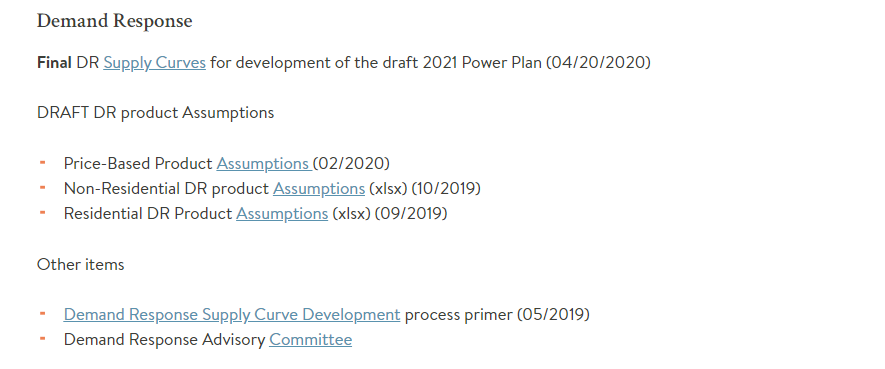 Demand Response
Final DR Supply Curves for development of the draft 2021 Power Plan (04/20/2020)
DRAFT DR product Assumptions
- Price-Based Product Assumptions (02/2020)
- Non-Residential DR product Assumptions (xlsx) (10/2019)
- Residential DR Product Assumptions (xlsx) (09/2019)
Other items
- Demand Response Supply Curve Development process primer (05/2019)
- Demand Response Advisory Committee